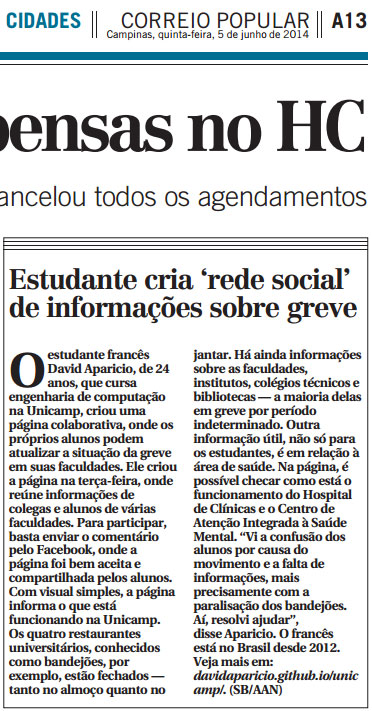 CIDADES CORREIO POPULAR A13
Campinas, quinta-feira, 5 de junho de 2014
pensas no HC
ancelou todos os agendamentos
Estudante cria ‘rede social’
de informações sobre greve
O estudante francês
David Aparicio, de 24
anos, que cursa
engenharia de computação
na Unicamp, criou uma
página colaborativa, onde os
próprios alunos podem
atualizar a situação da greve
em suas faculdades. Ele criou
a página na terça-feira, onde
reúne informações de
colegas e alunos de várias
faculdades. Para participar,
basta enviar o comentário
pelo Facebook, onde a
página foi bem aceita e
compartilhada pelos alunos.
Com visual simples, a página
informa o que está
funcionando na Unicamp.
Os quatro restaurantes
universitários, conhecidos
como bandejões, por
exemplo, estão fechados —
tanto no almoço quanto no
jantar. Há ainda informações
sobre as faculdades,
institutos, colégios técnicos e
bibliotecas — a maioria delas
em greve por período
indeterminado. Outra
informação útil, não só para
os estudantes, é em relação à
área de saúde. Na página, é
possível checar como está o
funcionamento do Hospital
de Clínicas e o Centro de
Atenção Integrada à Saúde
Mental. “Vi a confusão dos
alunos por causa do
movimento e a falta de
informações, mais
precisamente com a
paralisação dos bandejões.
Aí, resolvi ajudar”,
disse Aparicio. O francês
está no Brasil desde 2012.
Veja mais em:
davidaparicio.github.io/unic
amp/. (SB/AAN)